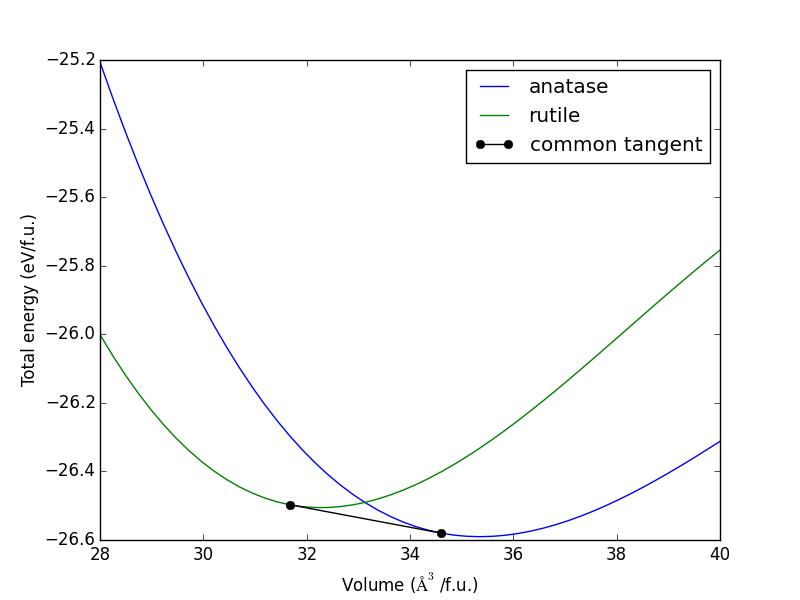 −25.2
−25.4
−25.6
−25.8
−26.0
−26.2
−26.4
−26.6
Total energy (eV/f.u.)
anatase
rutile
common tangent
28 30 32 34 36 38 40
Volume (Å³ /f.u.)